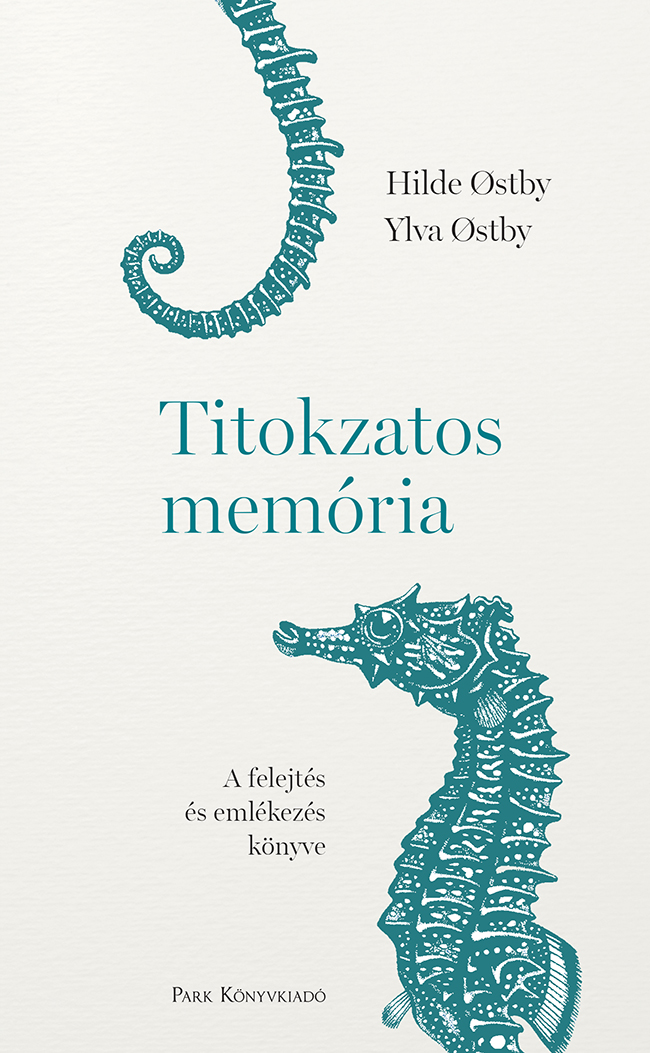 Hilde Østby
Ylva Østby
Titokzatos
memória
A felejtés
és emlékezés
könyve
Park Könyvkiadó